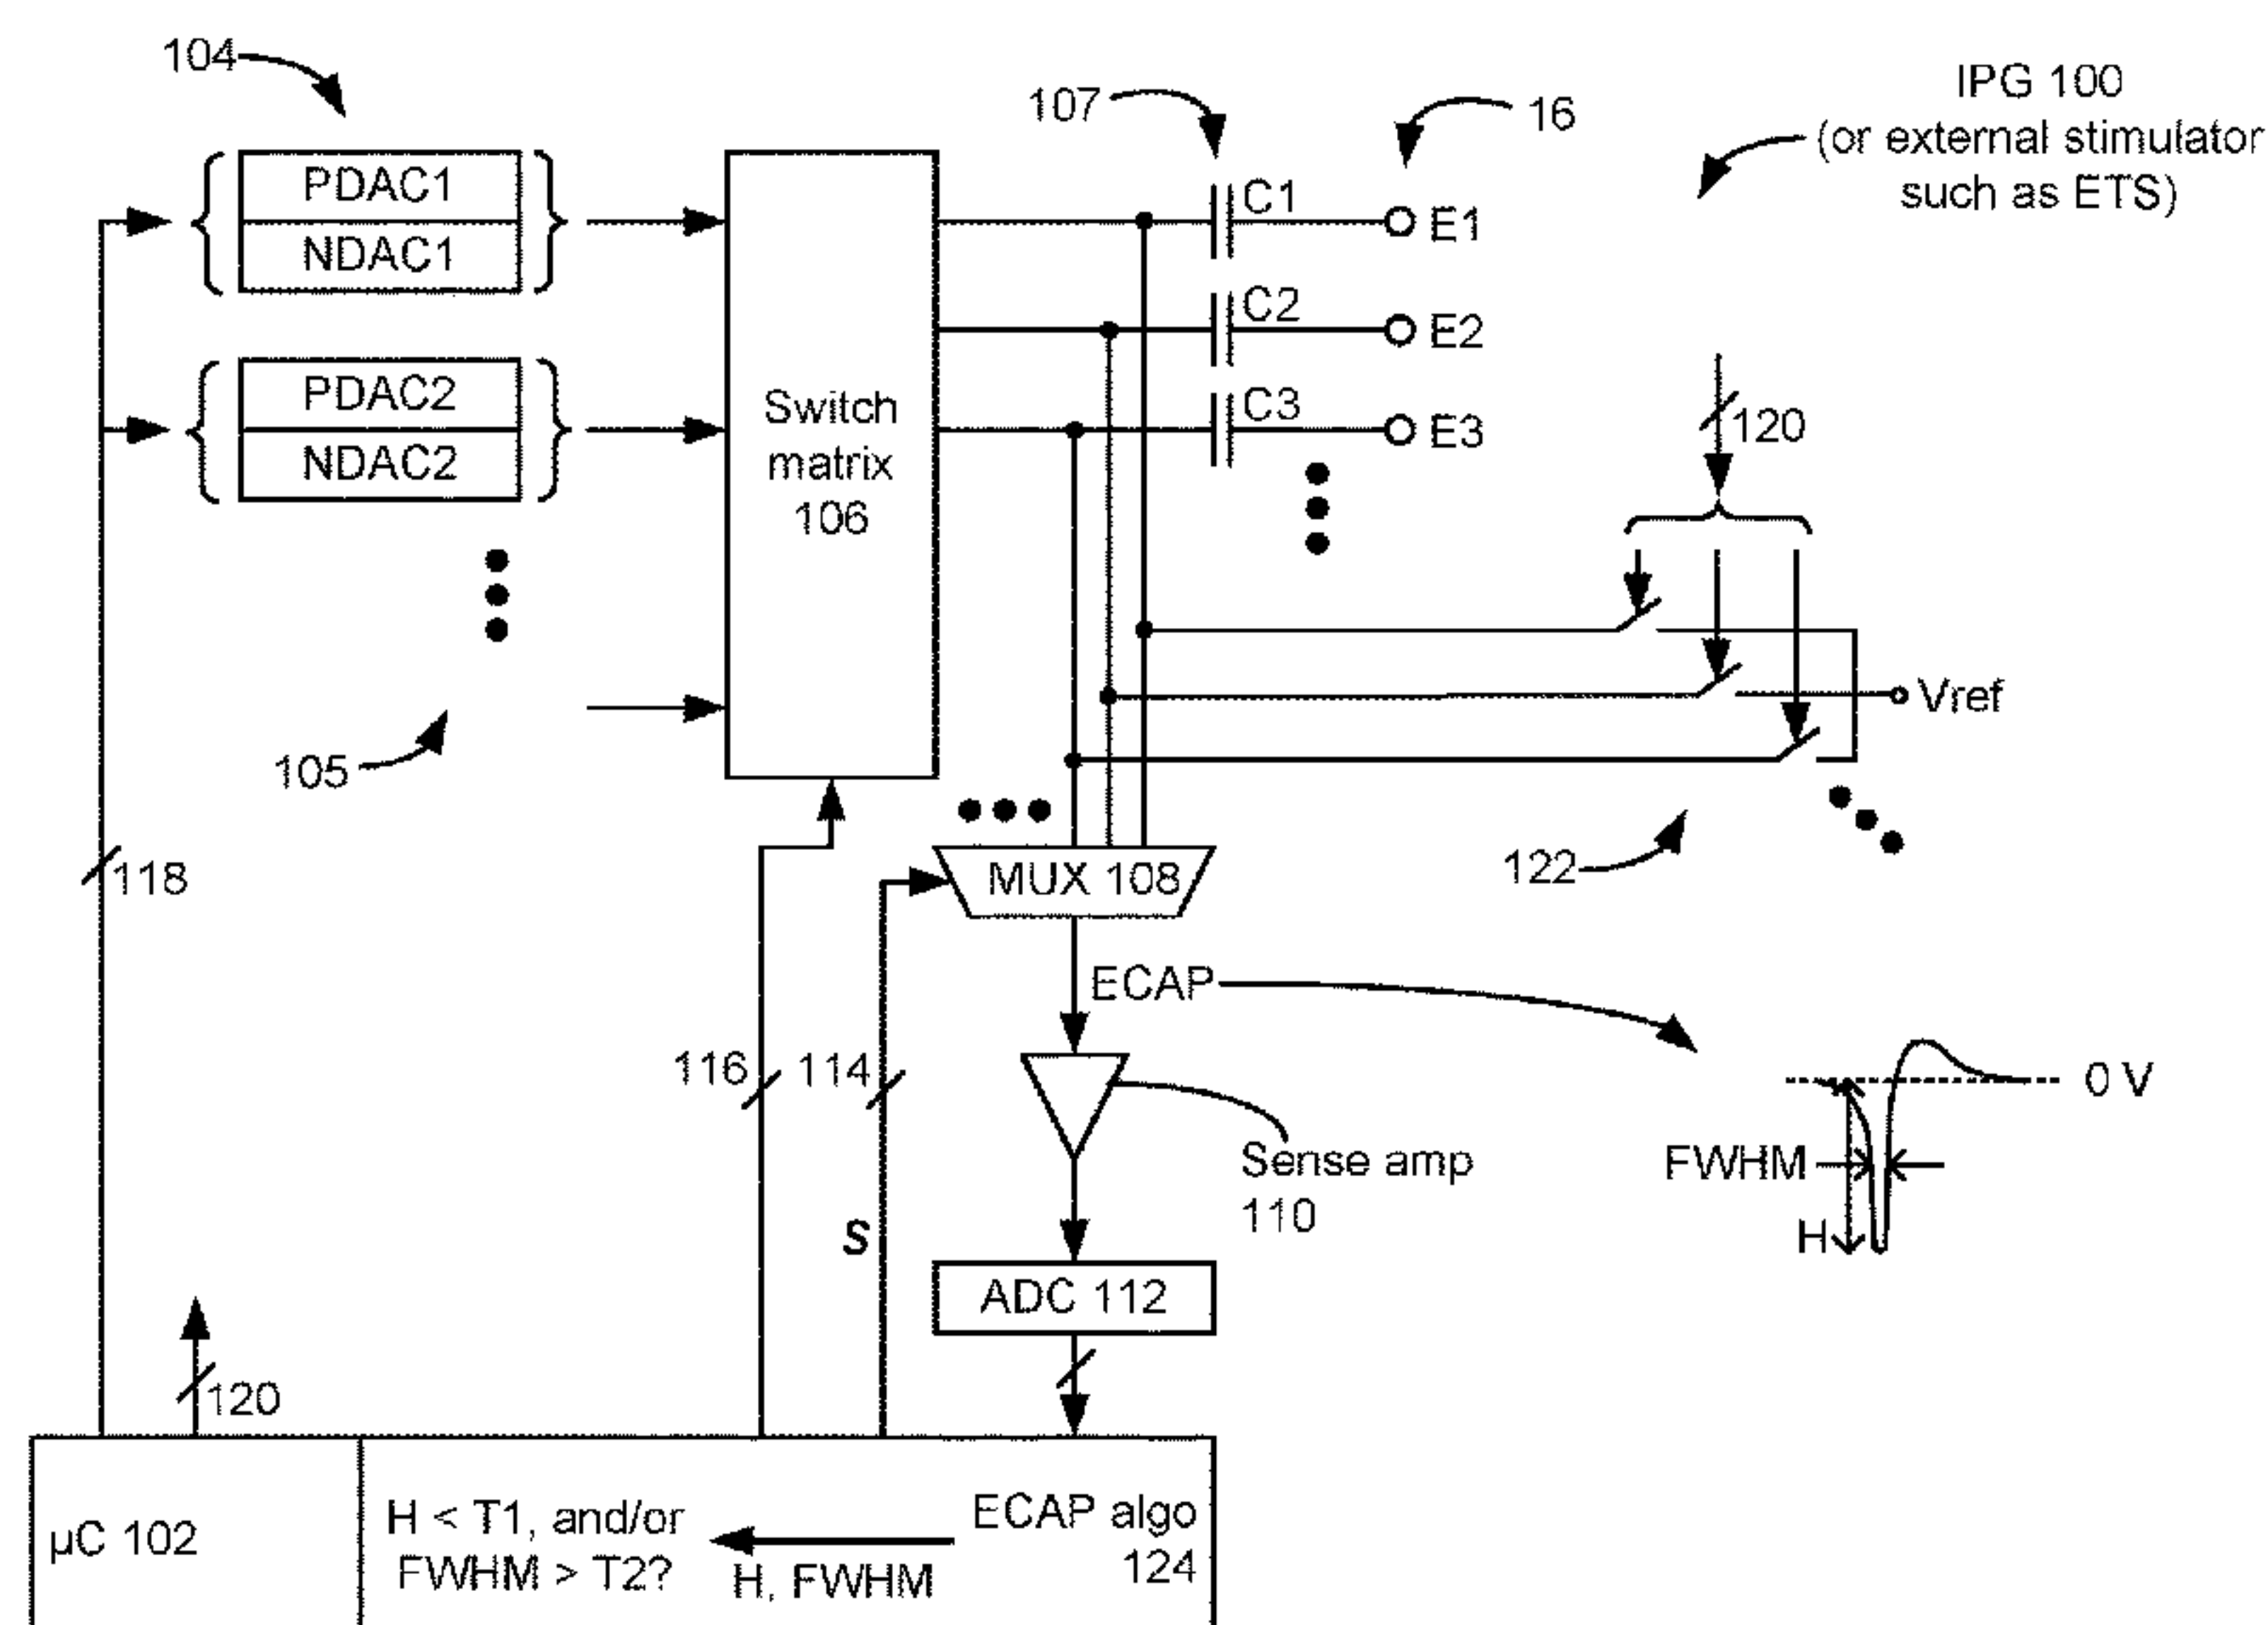 104
107
16
IPG 100
(or external stimulator
such as ETS)
PDAC1
NDAC1
C1
E1
C2
E2
PDAC2
NDAC2
Switch
matrix
106
C3
E3
120
105
Vref
118
MUX 108
122
ECAP
116
114
0 V
FWHM
Sense amp
110
H
S
ADC 112
120
µC 102
H < T1, and/or
FWHM > T2?
H, FWHM
ECAP algo
124